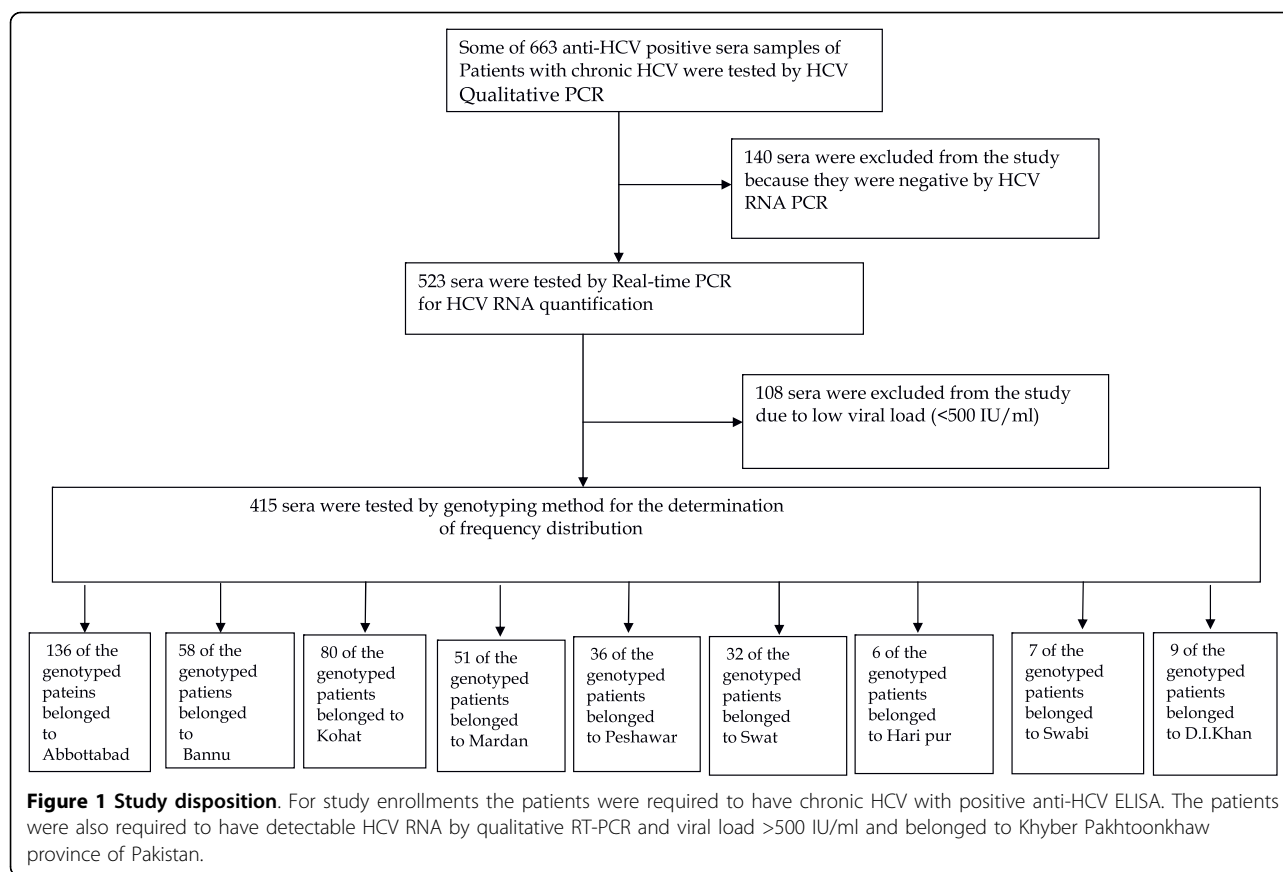 Some of 663 anti-HCV positive sera samples of
Patients with chronic HCV were tested by HCV
Qualitative PCR
140 sera were excluded from the study
because they were negative by HCV
RNA PCR
523 sera were tested by Real-time PCR
for HCV RNA quantification
108 sera were excluded from the study
due to low viral load (<500 IU/ml)
415 sera were tested by genotyping method for the determination
of frequency distribution
136 of the
genotyped
pateins
belonged
to
Abbottabad
58 of the
genotyped
patiens
belonged
to
Bannu
80 of the
genotyped
patients
belonged to
Kohat
51 of the
genotyped
patients
belonged
to Mardan
36 of the
genotyped
patients
belonged
to Peshawar
32 of the
genotyped
patients
belonged
to Swat
6 of the
genotyped
patients
belonged
to Hari pur
7 of the
genotyped
patients
belonged
to Swabi
9 of the
genotyped
patients
belonged
to D.I.Khan
Figure 1 Study disposition. For study enrollments the patients were required to have chronic HCV with positive anti-HCV ELISA. The patients
were also required to have detectable HCV RNA by qualitative RT-PCR and viral load >500 IU/ml and belonged to Khyber Pakhtoonkhaw
province of Pakistan.